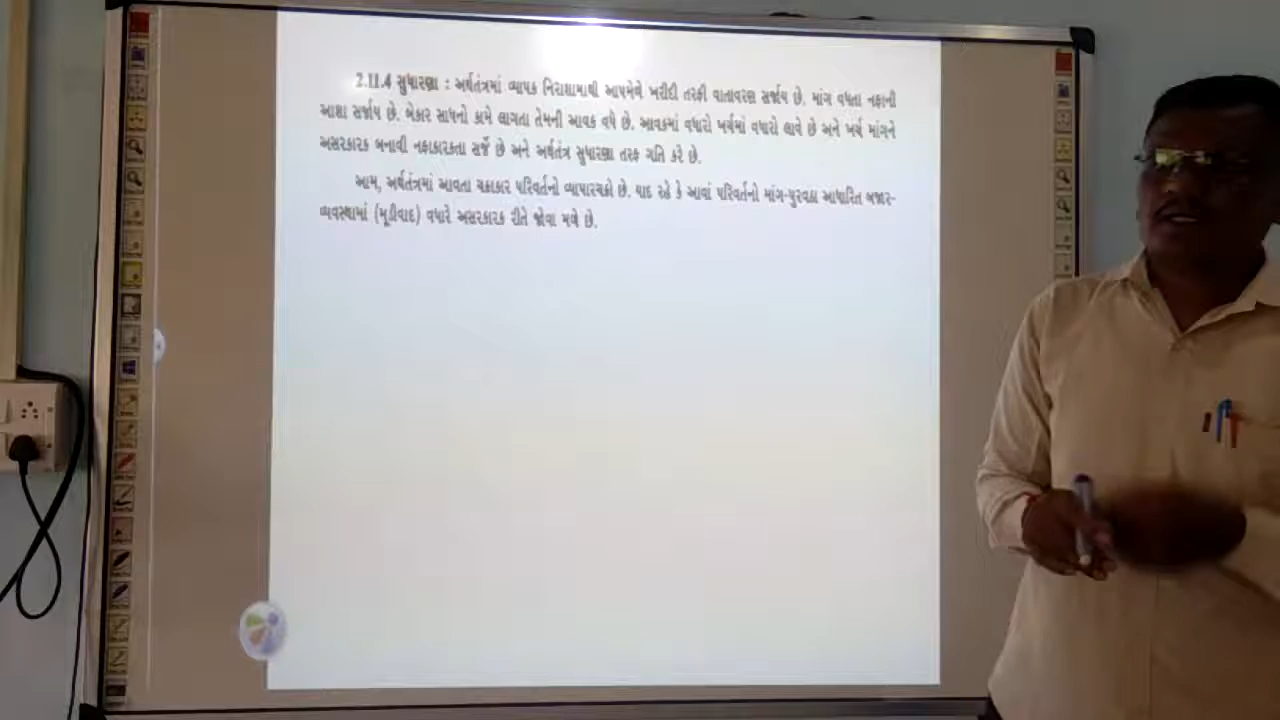 2.11.4 સુધારણા : અર્થતંત્રમાં વ્યાપક નિરાશામાથી આપમેળે ખરીદી તરફી વાતાવરણ સર્જાય છે. માંગ વધતા નફાની
આશા સર્જાય છે. બેકાર સાધનો કામે લાગતા તેમની આવક વધે છે. આવકમાં વધારો ખર્ચમાં વધારો લાવે છે અને ખર્ચ માંગને
અસરકારક બનાવી નફાકારકતા સર્જે છે અને અર્થતંત્ર સુધારણા તરફ ગતિ કરે છે.
આમ, અર્થતંત્રમાં આવતા ચક્રાકાર પરિવર્તનો વ્યાપારચક્રો છે. યાદ રહે કે આવાં પરિવર્તનો માંગ-પુરવઠા આધારિત બજાર-
વ્યવસ્થામાં (મૂડીવાદ) વધારે અસરકારક રીતે જોવા મળે છે.